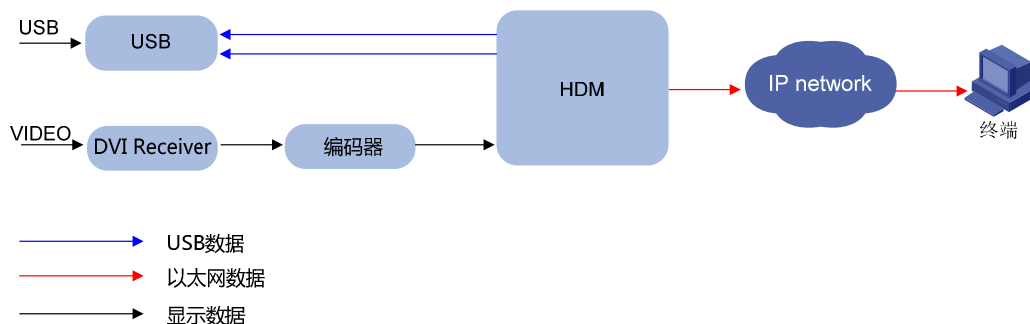 USB
USB
HDM
IP network
终端
VIDEO
DVI Receiver
编码器
USB数据
以太网数据
显示数据